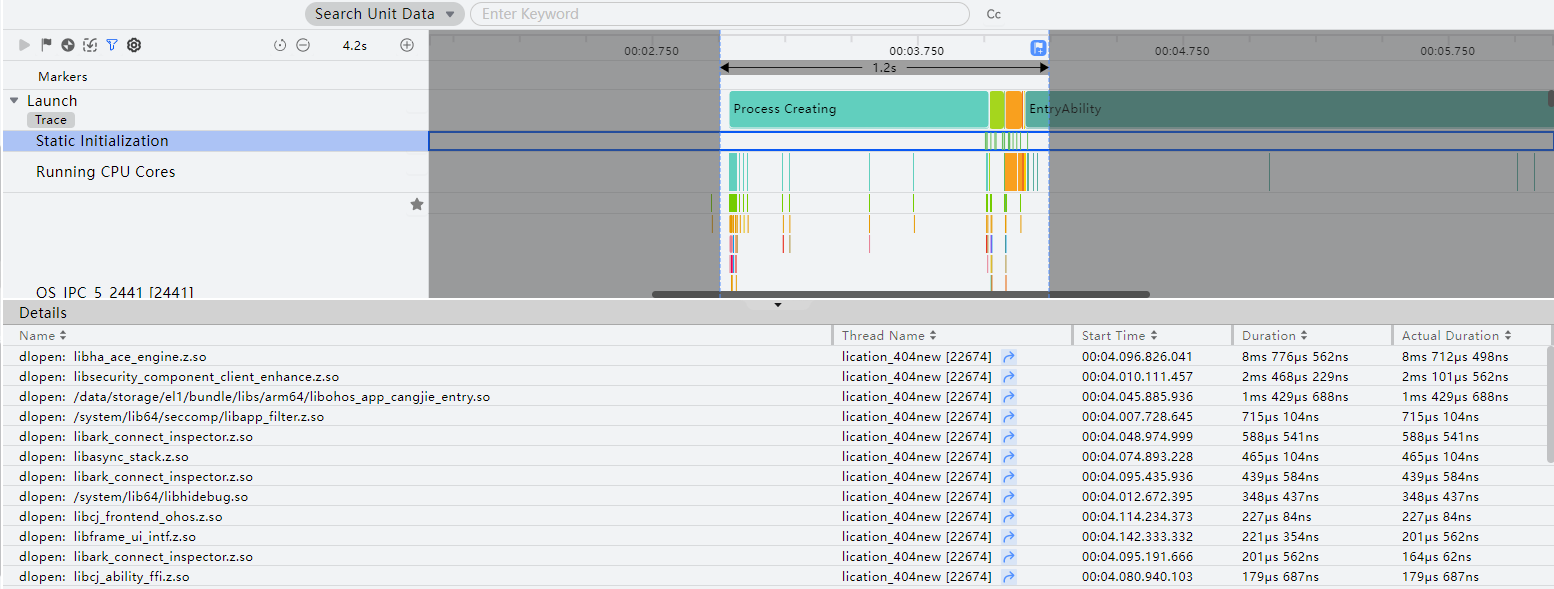 Search Unit Data Enter Keyword Cc
4.2s 00:02.750 00:03.750 00:04.750 00:05.750
Markers 1.2s
Launch Process Creating EntryAbility
Trace
Static Initialization
Running CPU Cores
OS_IPC_5_2441 [2441]
Details
Name Thread Name Start Time Duration Actual Duration
dlopen: libha_ace_engine.z.so lication_404new [22674] 00:04.096.826.041 8ms 776μs 562ns 8ms 712μs 498ns
dlopen: libsecurity_component_client_enhance.z.so lication_404new [22674] 00:04.010.111.457 2ms 468μs 229ns 2ms 101μs 562ns
dlopen: /data/storage/el1/bundle/libs/arm64/libohos_app_cangjie_entry.so lication_404new [22674] 00:04.045.885.936 1ms 429μs 688ns 1ms 429μs 688ns
dlopen: /system/lib64/seccomp/libapp_filter.z.so lication_404new [22674] 00:04.007.728.645 715μs 104ns 715μs 104ns
dlopen: libark_connect_inspector.z.so lication_404new [22674] 00:04.048.974.999 588μs 541ns 588μs 541ns
dlopen: libasync_stack.z.so lication_404new [22674] 00:04.074.893.228 465μs 104ns 465μs 104ns
dlopen: libark_connect_inspector.z.so lication_404new [22674] 00:04.095.435.936 439μs 584ns 439μs 584ns
dlopen: /system/lib64/libhidebug.so lication_404new [22674] 00:04.012.672.395 348μs 437ns 348μs 437ns
dlopen: libcj_frontend_ohos.z.so lication_404new [22674] 00:04.114.234.373 227μs 84ns 227μs 84ns
dlopen: libframe_ui_intf.z.so lication_404new [22674] 00:04.142.333.332 221μs 354ns 201μs 562ns
dlopen: libark_connect_inspector.z.so lication_404new [22674] 00:04.095.191.666 201μs 562ns 164μs 62ns
dlopen: libcj_ability_ffi.z.so lication_404new [22674] 00:04.080.940.103 179μs 687ns 179μs 687ns